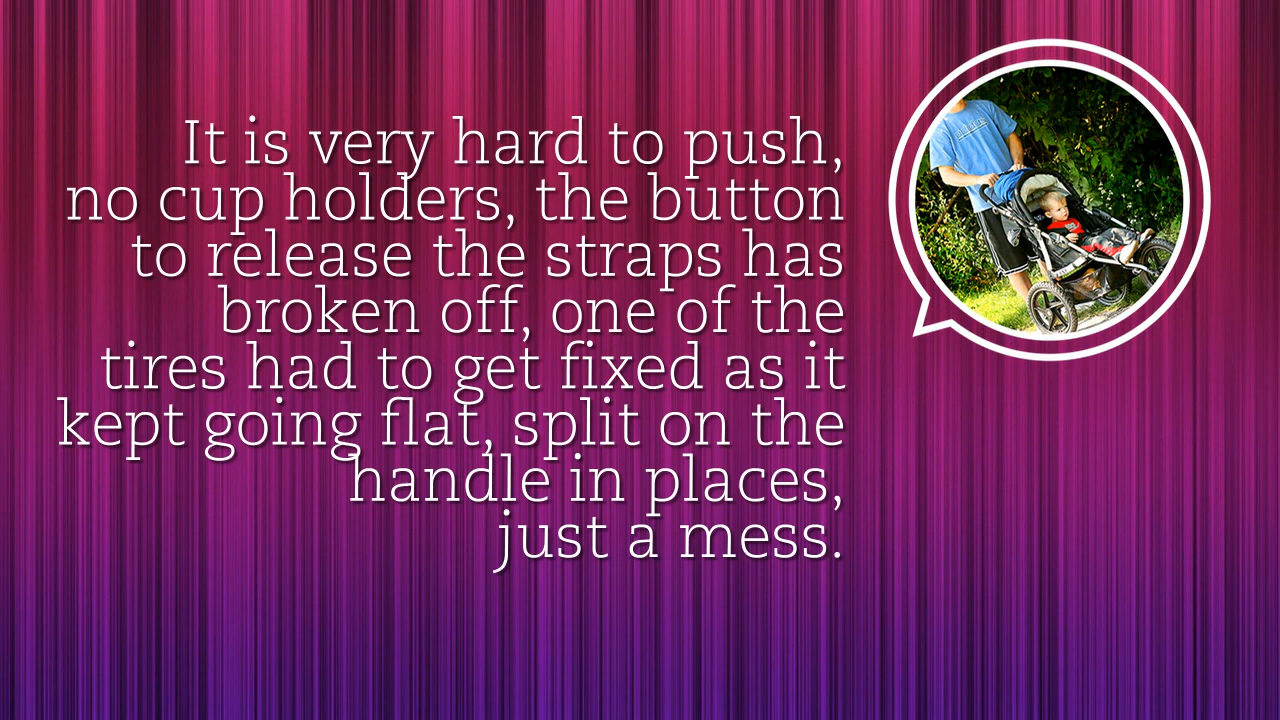 It is very hard to push,
no cup holders, the button
to release the straps has
broken off, one of the
tires had to get fixed as it
kept going flat, split on the
handle in places,
just a mess.